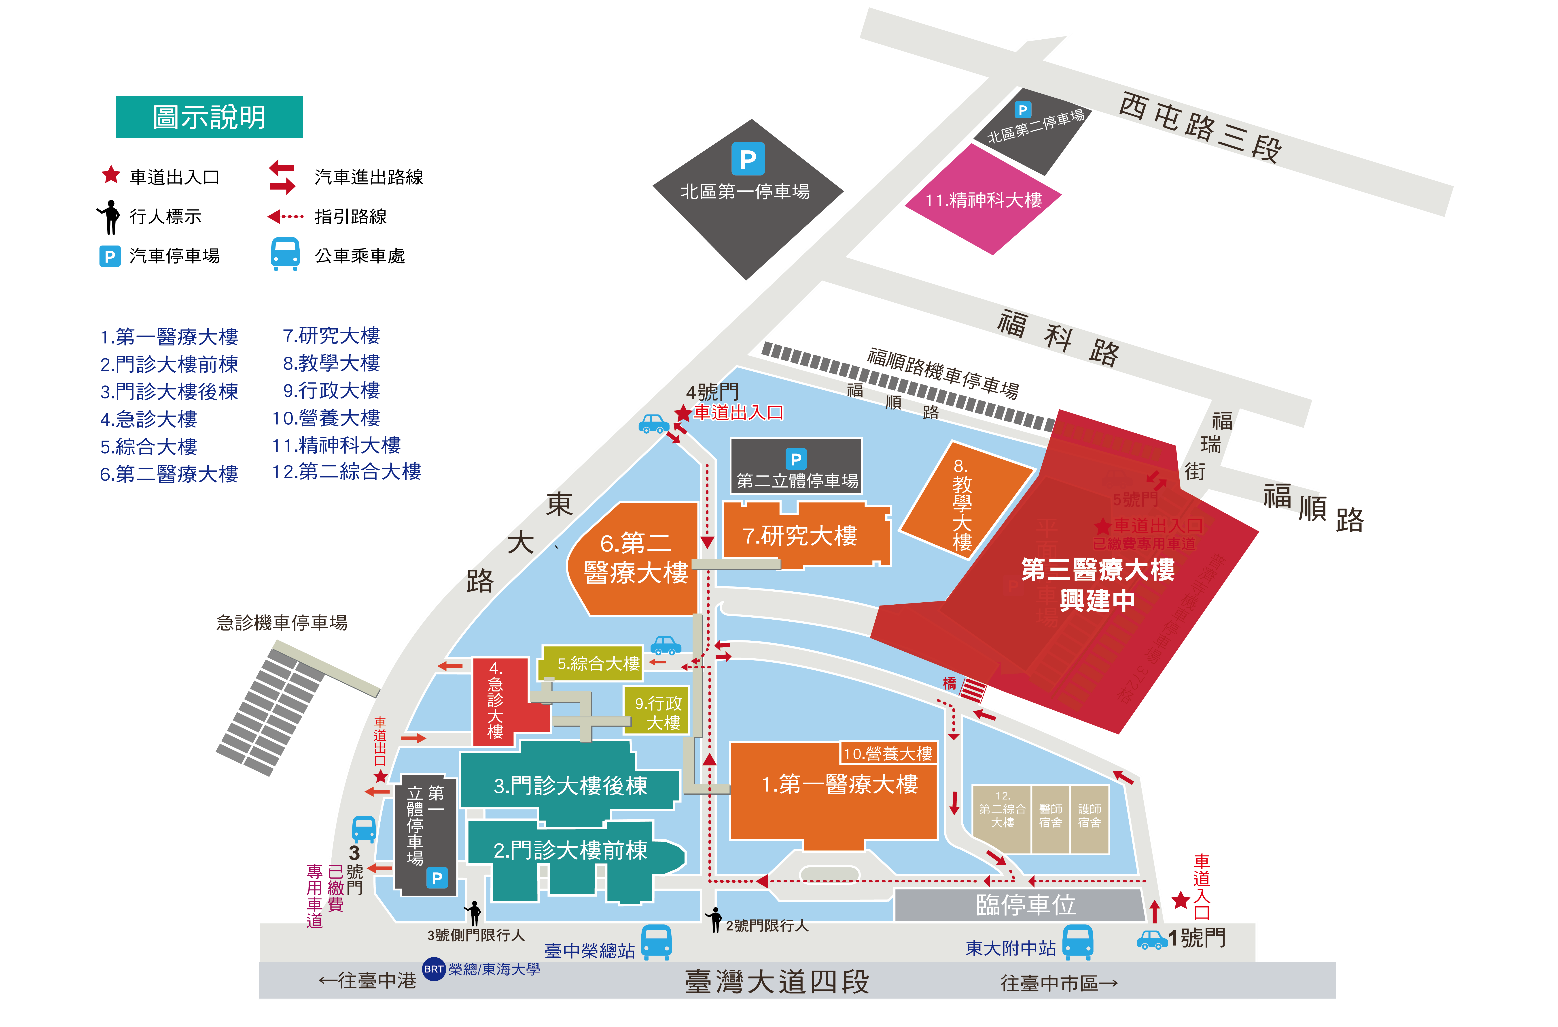 圖示說明
車道出入口
汽車進出路線
行人標示
指引路線
P
汽車停車場
公車乘車處
1.第一醫療大樓
2.門診大樓前棟
3.門診大樓後棟
4.急診大樓
5.綜合大樓
6.第二醫療大樓
7.研究大樓
8.教學大樓
9.行政大樓
10.營養大樓
11.精神科大樓
12.第二綜合大樓
西屯路三段
P
北區第二停車場
P
北區第一停車場
11.精神科大樓
福科路
福順路機車停車場
福順路
福瑞街
福順路
4號門
車道出入口
P
第二立體停車場
8.教學大樓
7.研究大樓
6.第二
醫療大樓
東大路
5號門
車道出入口
已繳費專用車道
第三醫療大樓
興建中
急診機車停車場
5.綜合大樓
4.急診大樓
9.行政
大樓
橋
車道出口
3.門診大樓後棟
10.營養大樓
1.第一醫療大樓
第一
立體停車場
P
2.門診大樓前棟
12.
第二綜合
大樓
醫師
宿舍
護師
宿舍
3號門
已繳費
專用車道
車道入口
臨停車位
3號側門限行人
2號門限行人
1號門
臺中榮總站
東大附中站
BRT
榮總/東海大學
←往臺中港
臺灣大道四段
往臺中市區→